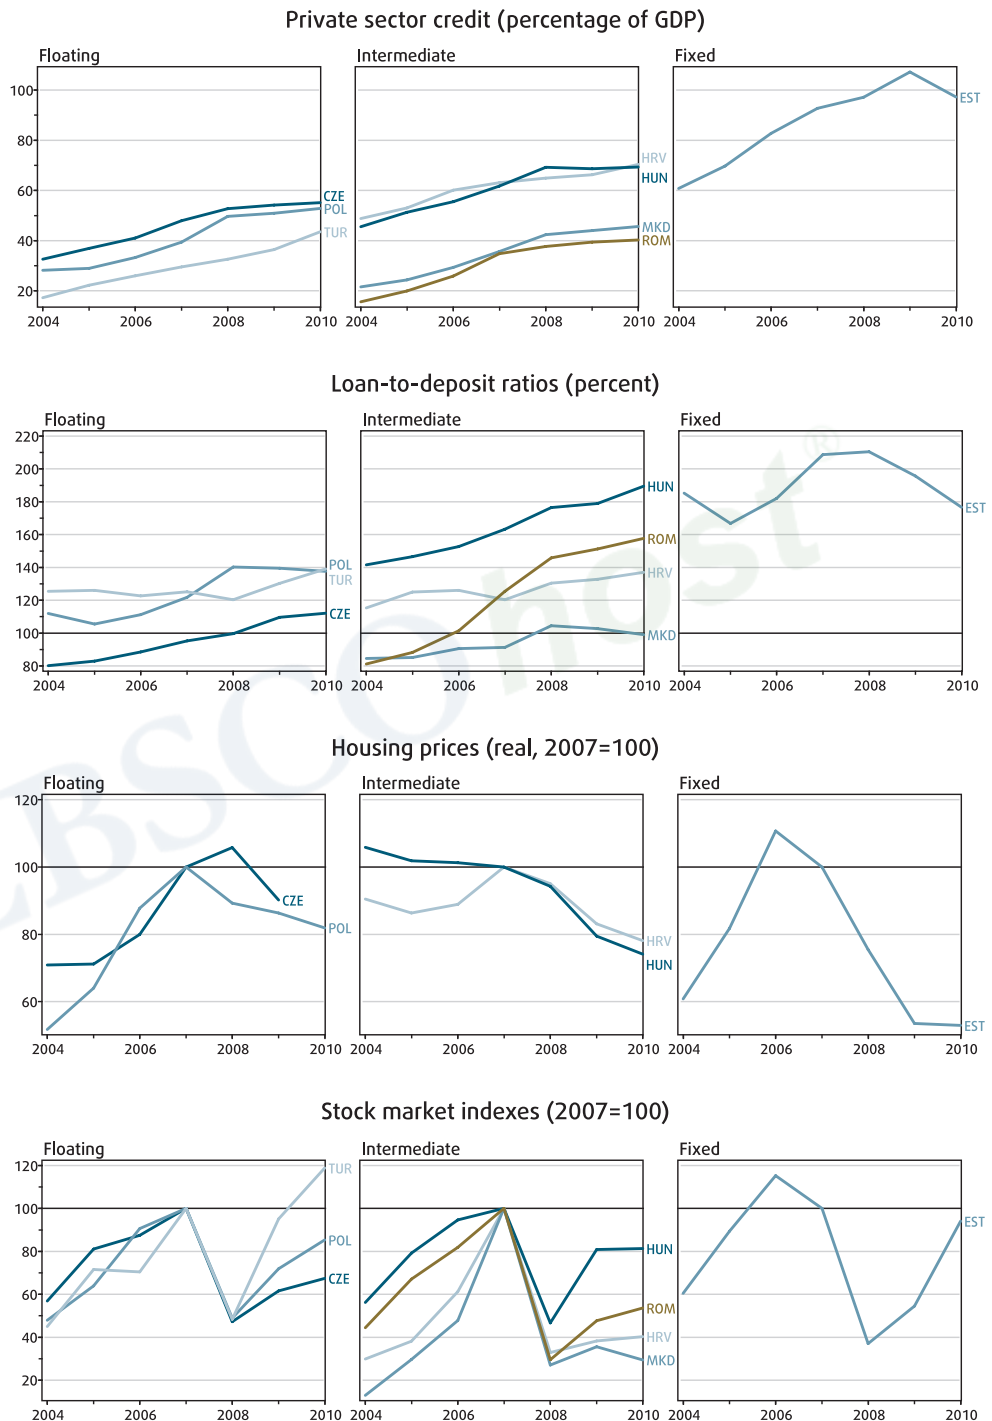 Private sector credit (percentage of GDP)
Floating
Intermediate
Fixed
100
80
60
40
20
CZE
POL
TUR
HRV
HUN
MKD
ROM
EST
2004 2006 2008 2010
2004 2006 2008 2010
2004 2006 2008 2010
Loan-to-deposit ratios (percent)
Floating
Intermediate
Fixed
220
200
180
160
140
120
100
80
POL
TUR
CZE
HUN
ROM
HRV
MKD
EST
2004 2006 2008 2010
2004 2006 2008 2010
2004 2006 2008 2010
Housing prices (real, 2007=100)
Floating
Intermediate
Fixed
120
100
80
60
CZE
POL
HRV
HUN
EST
2004 2006 2008 2010
2004 2006 2008 2010
2004 2006 2008 2010
Stock market indexes (2007=100)
Floating
Intermediate
Fixed
120
100
80
60
40
20
TUR
POL
CZE
HUN
ROM
HRV
MKD
EST
2004 2006 2008 2010
2004 2006 2008 2010
2004 2006 2008 2010
EBSCOhost®